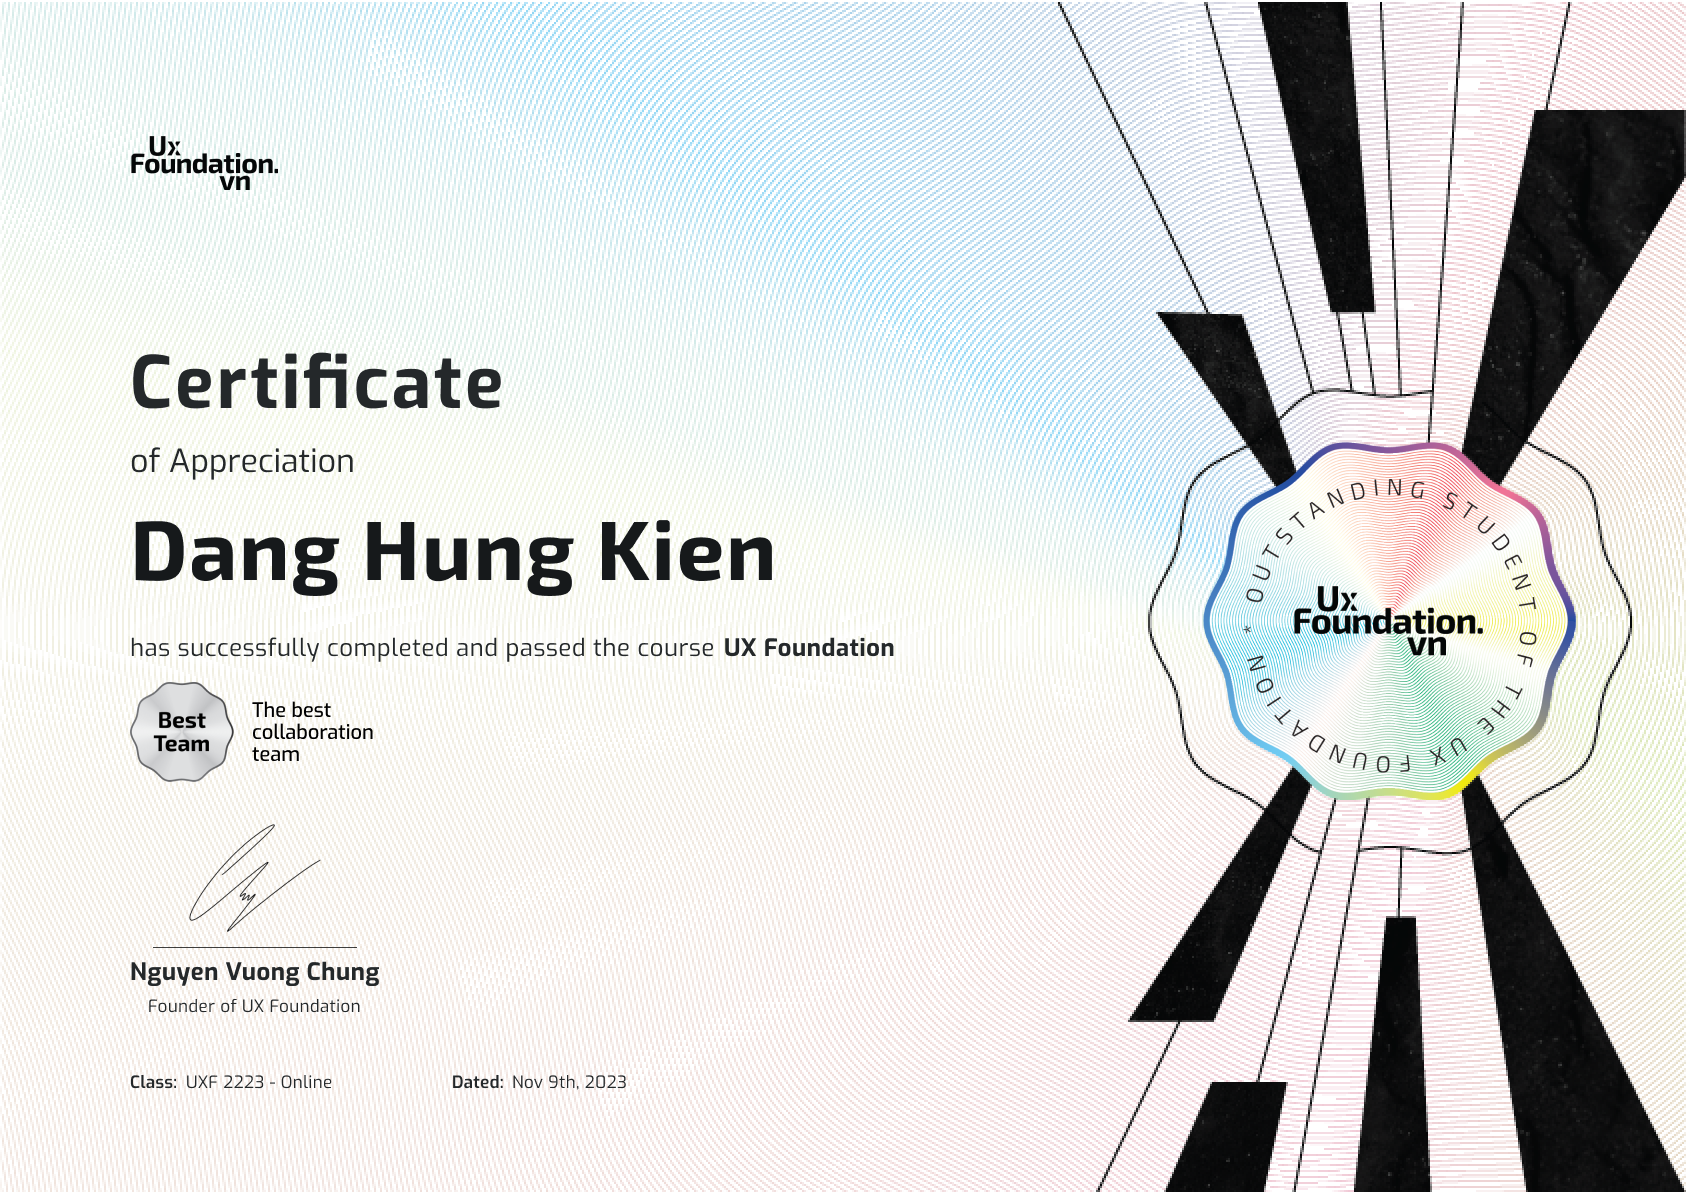 Ux
Foundation.
vn
Certificate
of Appreciation
Dang Hung Kien
has successfully completed and passed the course UX Foundation
Best
Team
The best
collaboration
team
Nguyen Vuong Chung
Founder of UX Foundation
Class: UXF 2223 - Online
Dated: Nov 9th, 2023
* OUTSTANDING STUDENT OF THE UX FOUNDATION
Ux
Foundation.
vn